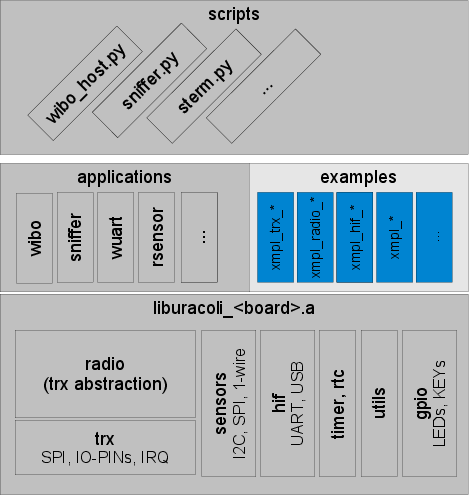 scripts
wibo_host.py
sniffer.py
sterm.py
...
applications
wibo
sniffer
wuart
rsensor
...
examples
xmpl_trx_*
xmpl_radio_*
xmpl_hif_*
xmpl_*
...
liburacoli_<board>.a
radio
(trx abstraction)
trx
SPI, IO-PINs, IRQ
sensors
I2C, SPI, 1-wire
hif
UART, USB
timer, rtc
utils
gpio
LEDs, KEYs